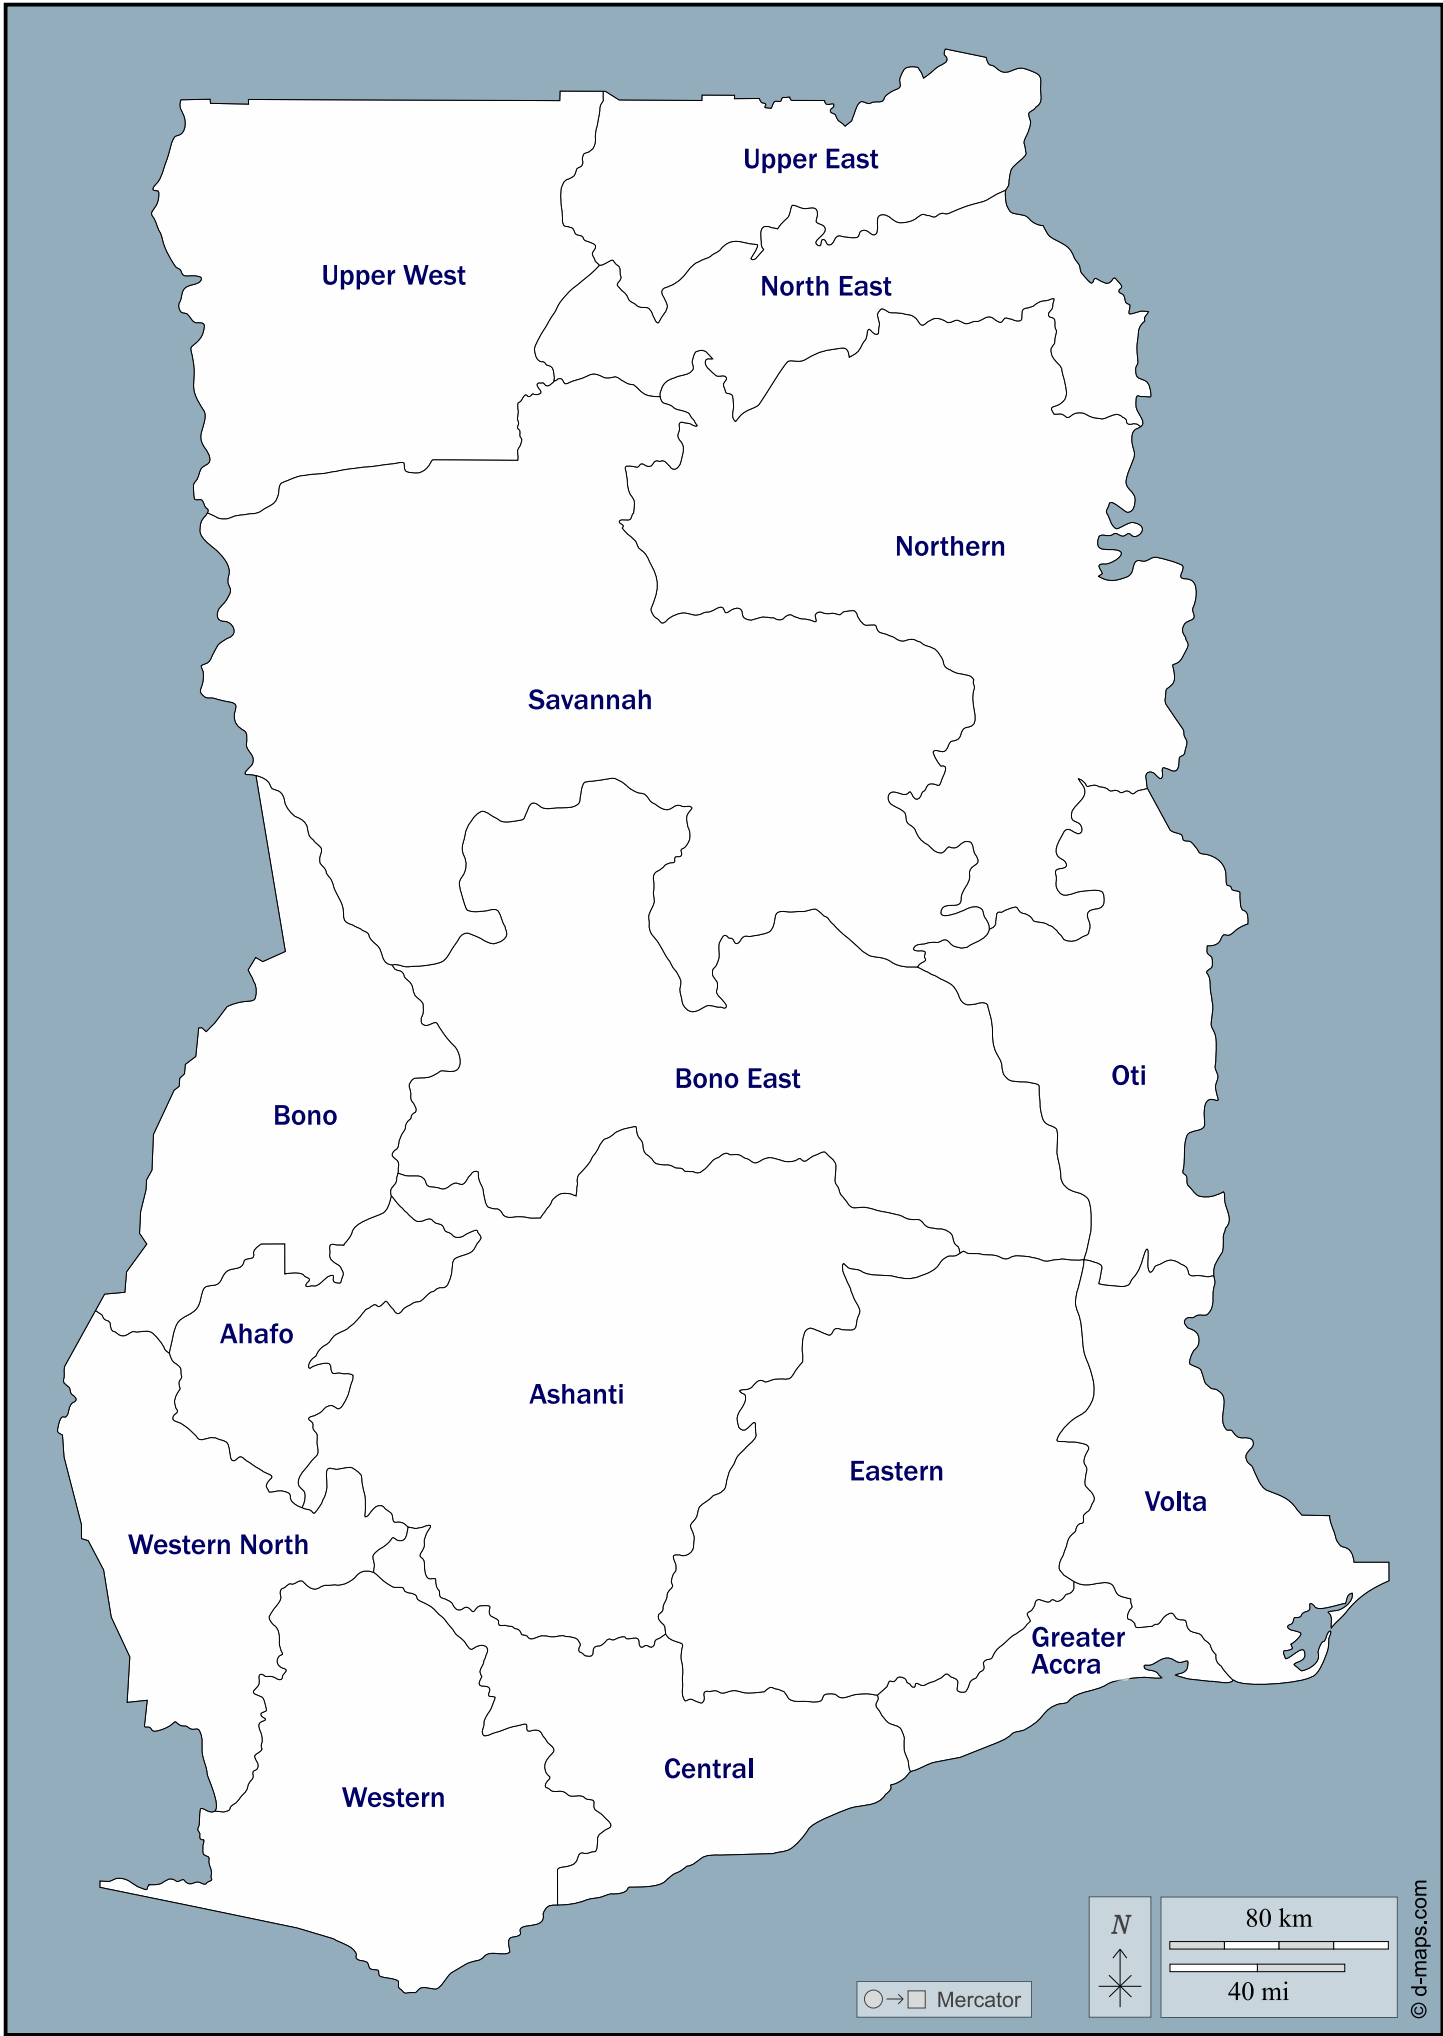 Upper East
Upper West
North East
Northern
Savannah
Oti
Bono East
Bono
Ahafo
Ashanti
Eastern
Volta
Western North
Greater
Accra
Central
Western
N
80 km
40 mi
Mercator
© d-maps.com